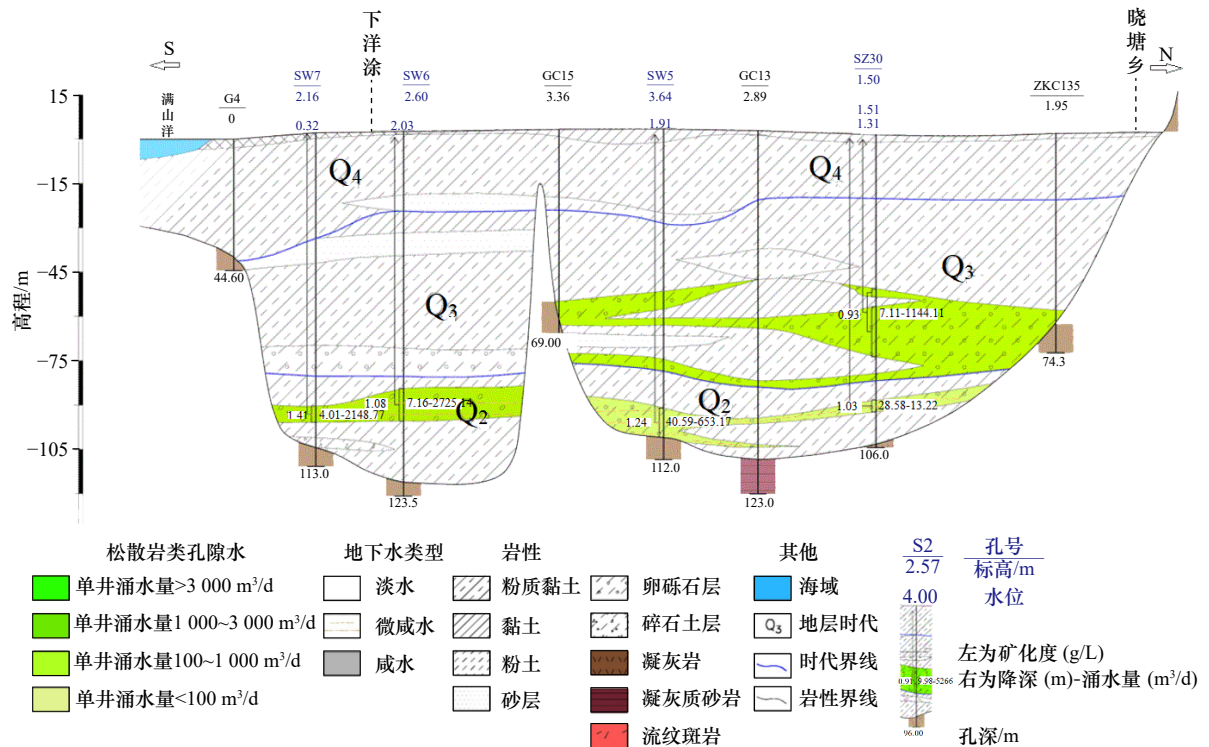 下洋涂
晓塘乡
S
N
满山洋
G4
0
SW7
2.16
0.32
SW6
2.60
2.03
GC15
3.36
SW5
3.64
1.91
GC13
2.89
SZ30
1.50
1.51
1.31
ZKC135
1.95
高程/m
15
−15
−45
−75
−105
Q4
Q4
Q3
Q3
Q2
Q2
44.60
69.00
74.3
0.93
7.11-1144.11
1.41
4.01-2148.77
1.08
7.16-2725.14
1.24
40.59-653.17
1.03
28.58-13.22
113.0
123.5
112.0
123.0
106.0
松散岩类孔隙水
单井涌水量>3 000 m³/d
单井涌水量1 000~3 000 m³/d
单井涌水量100~1 000 m³/d
单井涌水量<100 m³/d
地下水类型
淡水
微咸水
咸水
岩性
粉质黏土
黏土
粉土
砂层
卵砾石层
碎石土层
凝灰岩
凝灰质砂岩
流纹斑岩
其他
海域
Q3 地层时代
时代界线
岩性界线
S2 孔号
2.57 标高/m
4.00 水位
左为矿化度 (g/L)
右为降深 (m)-涌水量 (m³/d)
0.91 9.98-5266
96.00
孔深/m